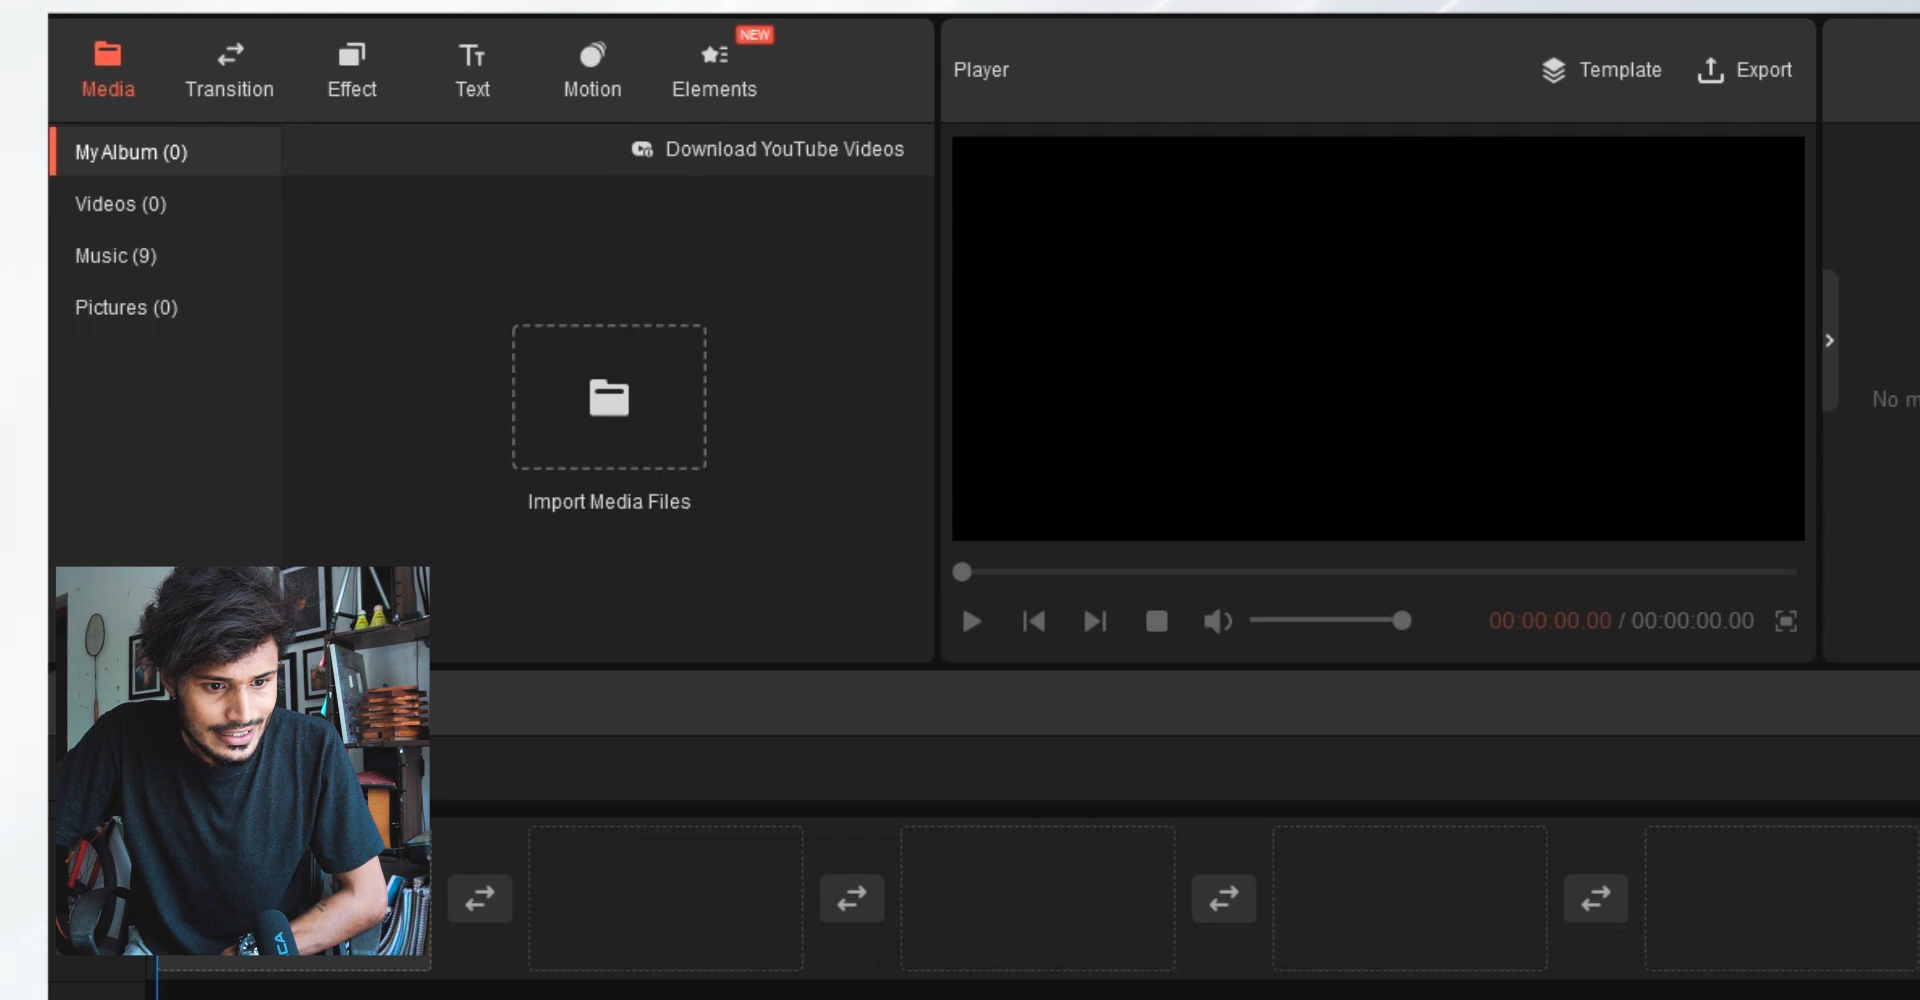 NEW
Media
Transition
Effect
Text
Motion
Elements
Player
Template
Export
My Album (0)
Download YouTube Videos
Videos (0)
Music (9)
Pictures (0)
Import Media Files
No m
00:00:00.00 / 00:00:00.00